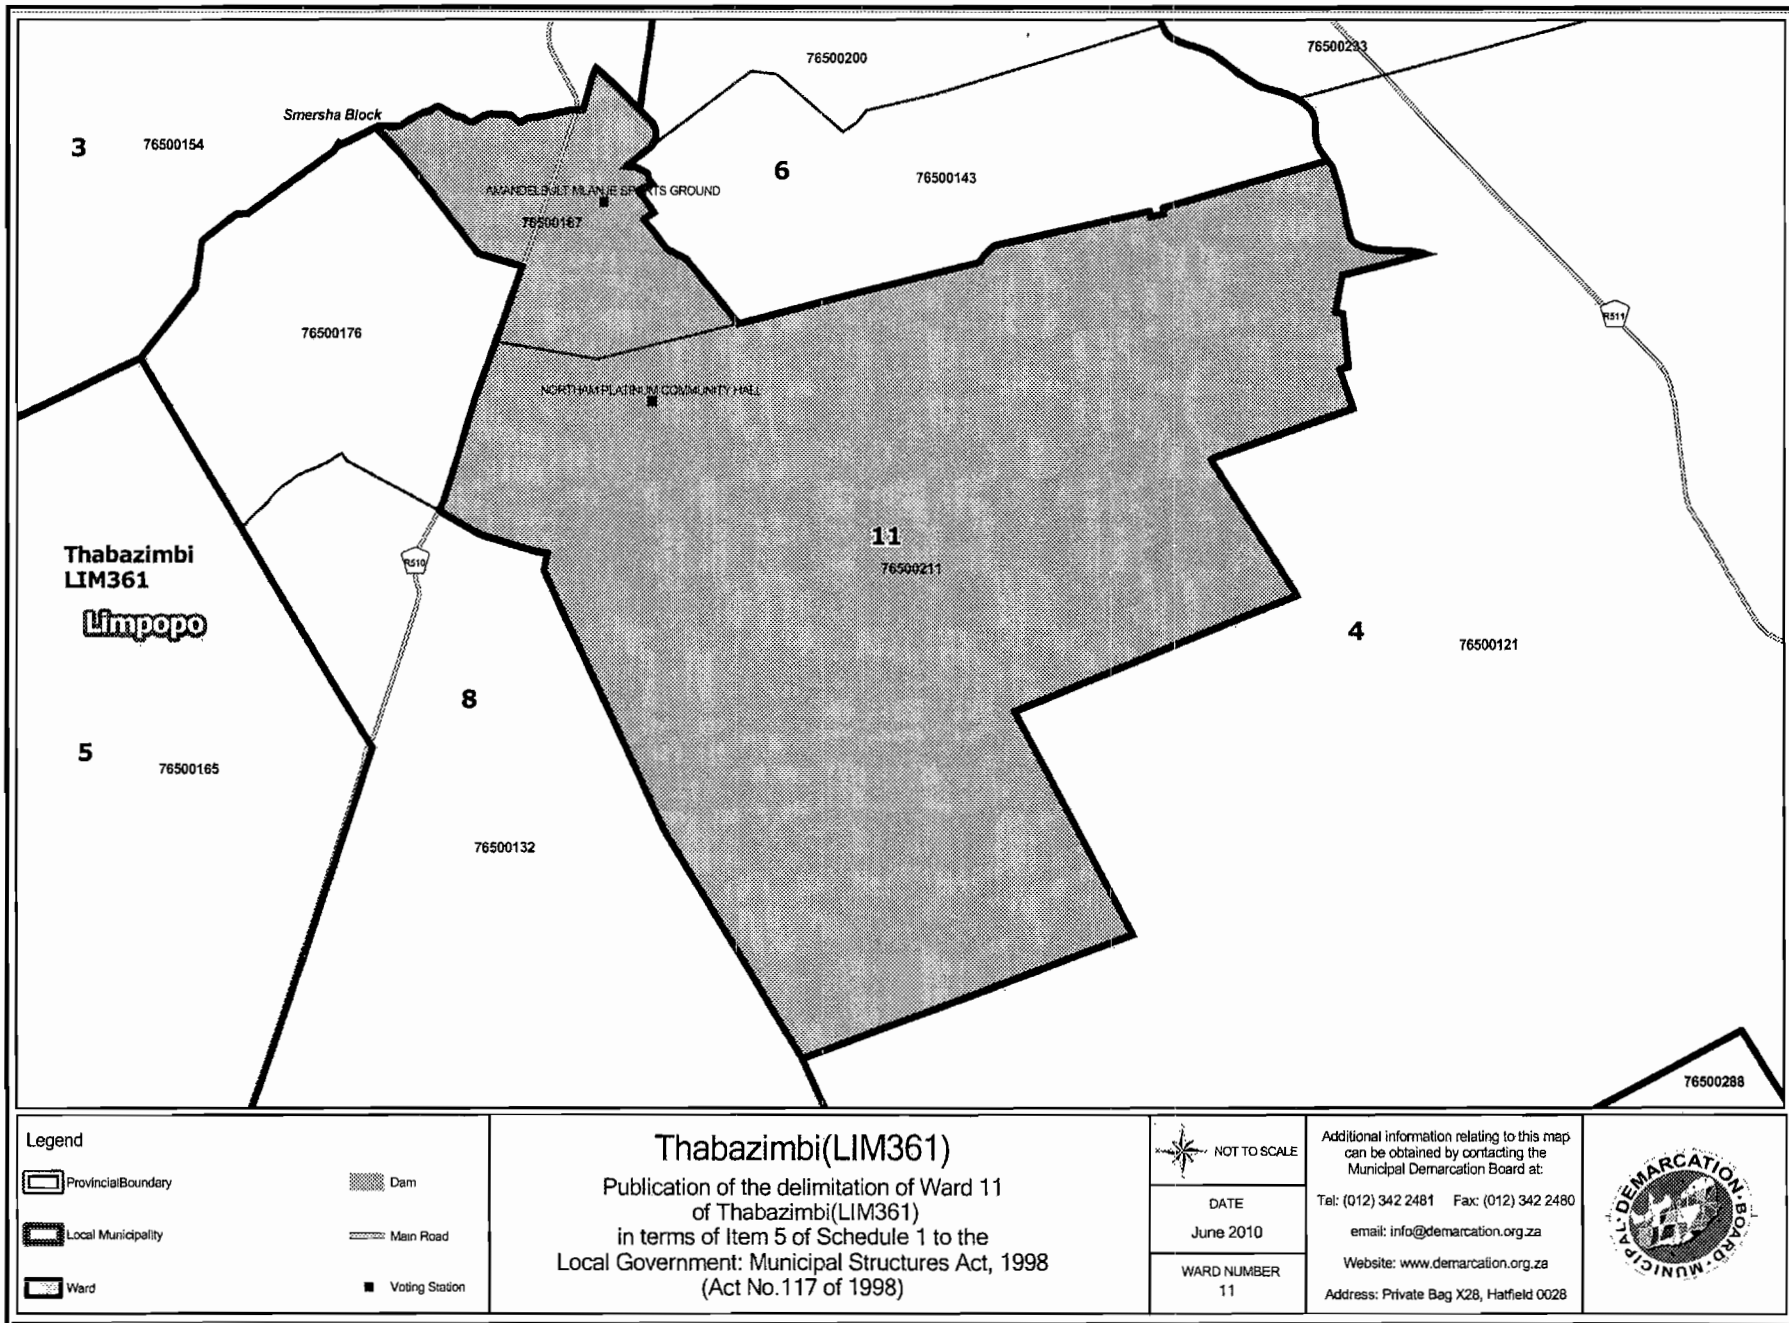 76500200
76500233
Smersha Block
3
76500154
6
76500143
AMANDELBULT MLANJE SPORTS GROUND
76500187
R511
76500176
NORTHAM PLATINUM COMMUNITY HALL
11
76500211
Thabazimbi
LIM361
Limpopo
R510
4
76500121
8
5
76500165
76500132
76500288
Legend
ProvincialBoundary
Dam
Local Municipality
Main Road
Ward
Voting Station
Thabazimbi(LIM361)
Publication of the delimitation of Ward 11
of Thabazimbi(LIM361)
in terms of Item 5 of Schedule 1 to the
Local Government: Municipal Structures Act, 1998
(Act No.117 of 1998)
NOT TO SCALE
DATE
June 2010
WARD NUMBER
11
Additional information relating to this map
can be obtained by contacting the
Municipal Demarcation Board at:
Tel: (012) 342 2481 Fax: (012) 342 2480
email: info@demarcation.org.za
Website: www.demarcation.org.za
Address: Private Bag X28, Hatfield 0028
MUNICIPAL DEMARCATION BOARD